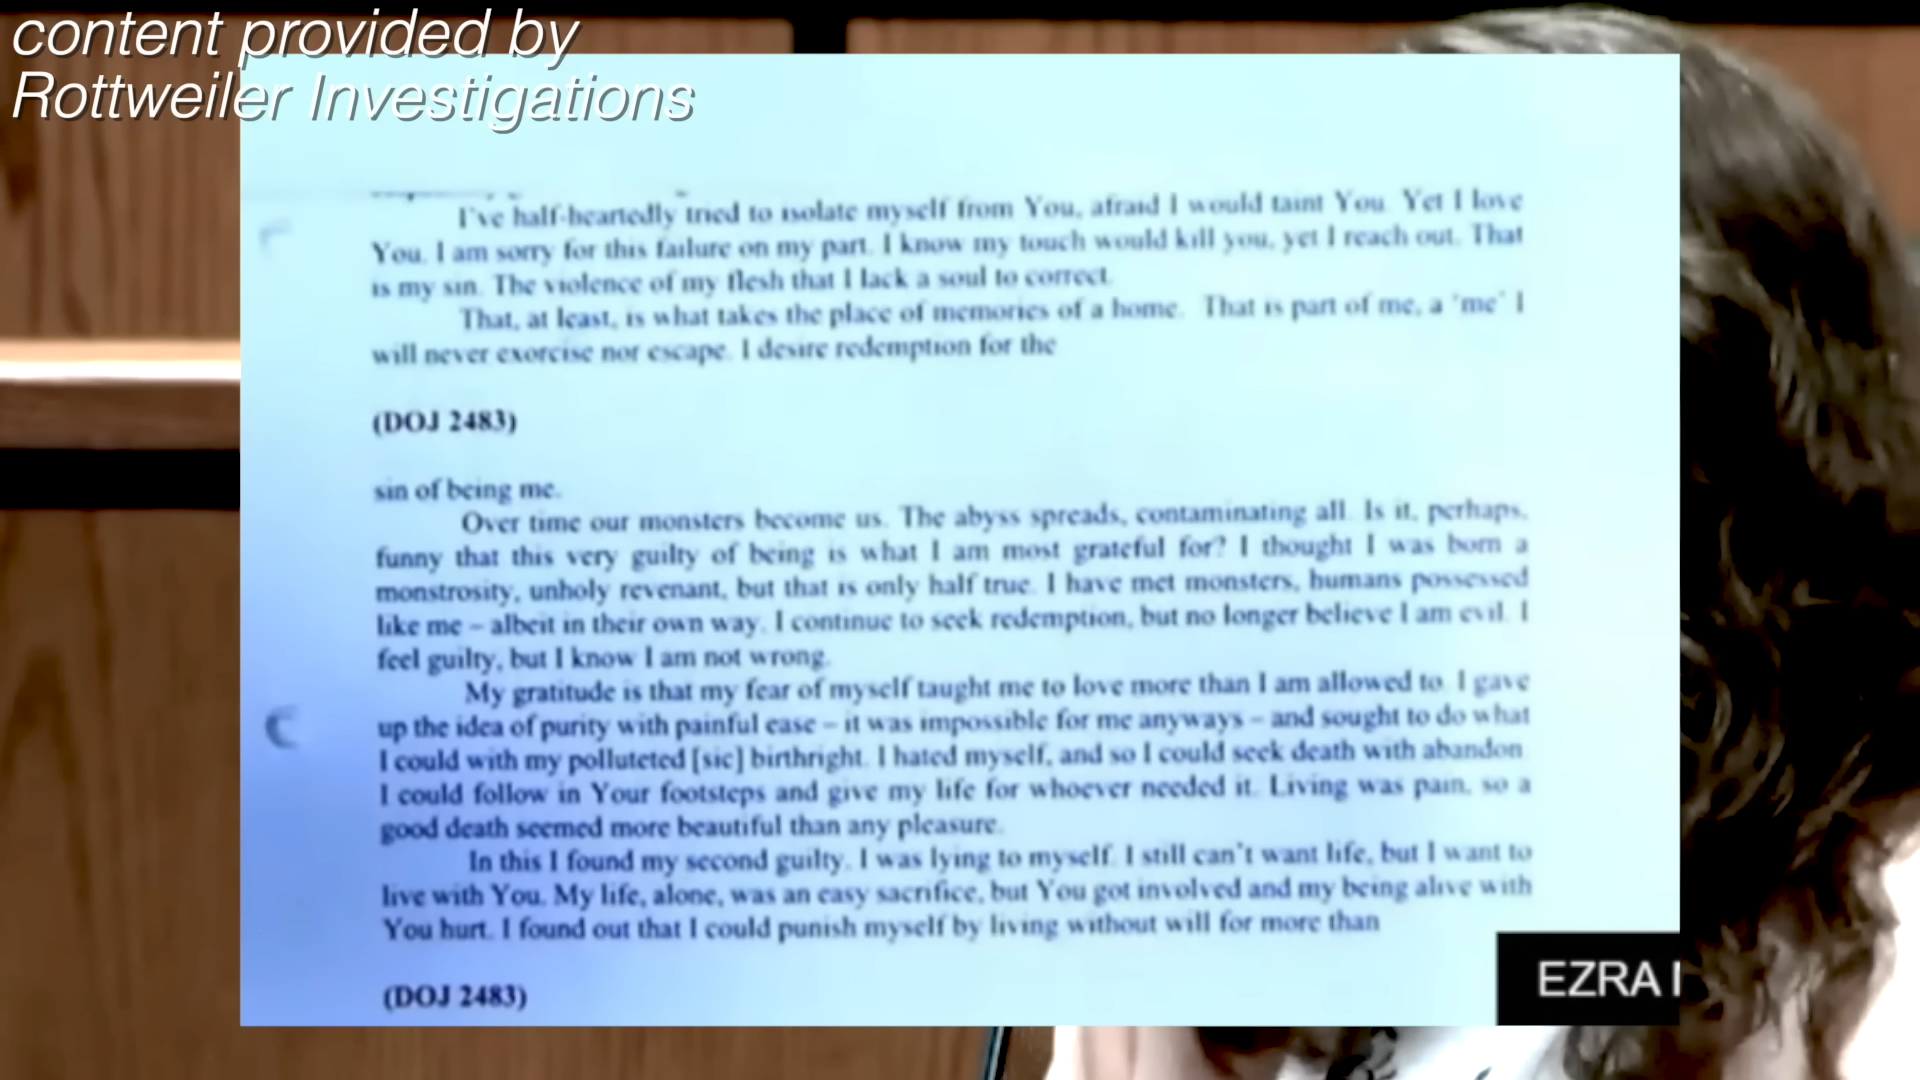 content provided by
Rottweiler Investigations
I've half-heartedly tried to isolate myself from You, afraid I would taint You. Yet I love
You. I am sorry for this failure on my part. I know my touch would kill you, yet I reach out. That
is my sin. The violence of my flesh that I lack a soul to correct.
That, at least, is what takes the place of memories of a home. That is part of me, a 'me' I
will never exorcise nor escape. I desire redemption for the
(DOJ 2483)
sin of being me.
Over time our monsters become us. The abyss spreads, contaminating all. Is it, perhaps,
funny that this very guilty of being is what I am most grateful for? I thought I was born a
monstrosity, unholy revenant, but that is only half true. I have met monsters, humans possessed
like me – albeit in their own way. I continue to seek redemption, but no longer believe I am evil. I
feel guilty, but I know I am not wrong.
My gratitude is that my fear of myself taught me to love more than I am allowed to. I gave
up the idea of purity with painful ease – it was impossible for me anyways – and sought to do what
I could with my polluteted [sic] birthright. I hated myself, and so I could seek death with abandon.
I could follow in Your footsteps and give my life for whoever needed it. Living was pain, so a
good death seemed more beautiful than any pleasure.
In this I found my second guilty. I was lying to myself. I still can't want life, but I want to
live with You. My life, alone, was an easy sacrifice, but You got involved and my being alive with
You hurt. I found out that I could punish myself by living without will for more than
(DOJ 2483)
EZRA